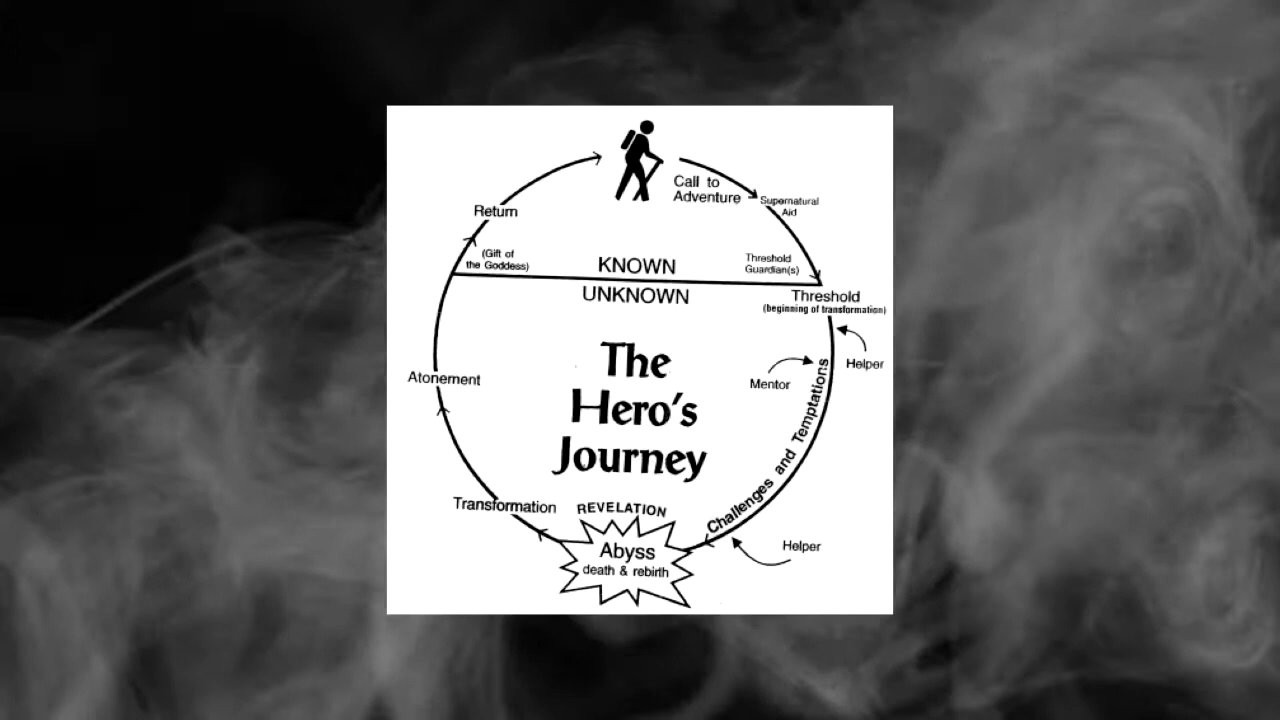 Call to
Adventure
Supernatural
Aid
Return
(Gift of
the Goddess)
KNOWN
Threshold
Guardian(s)
UNKNOWN
Threshold
(beginning of transformation)
The
Hero's
Journey
Helper
Mentor
Challenges and Temptations
Atonement
Transformation
REVELATION
Abyss
death & rebirth
Helper